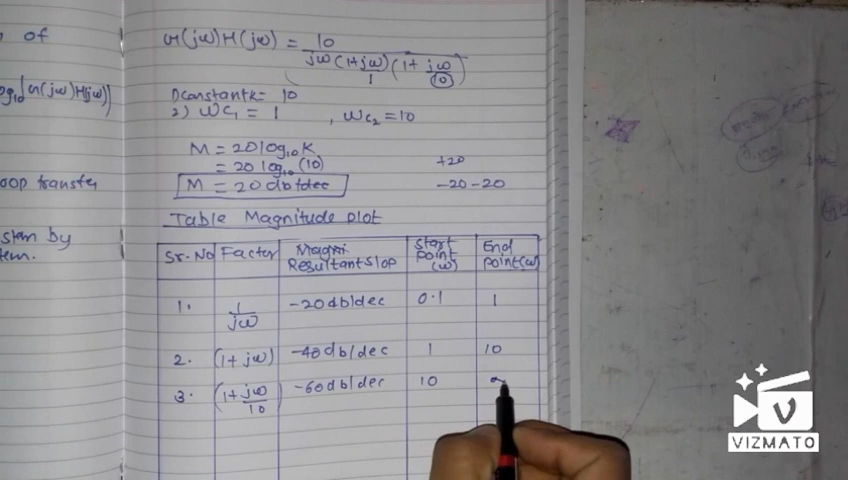 of
G(jω)H(jω) = 10
jω(1+jω)(1+jω)
1 10
log10|G(jω)H(jω)|
1) Constant K = 10
2) ωC1 = 1 , ωC2 = 10
M = 20 log10 K
= 20 log10 (10) +20
M = 20 db/dec -20-20
oop transfer
Table Magnitude plot
stem by
tem.
Sr. No Factor Resultant Slop Start point (ω) End point (ω)
1. 1/jω -20 db/dec 0.1 1
2. (1+jω) -40 db/dec 1 10
3. (1+jω/10) -60 db/dec 10
VIZMATO